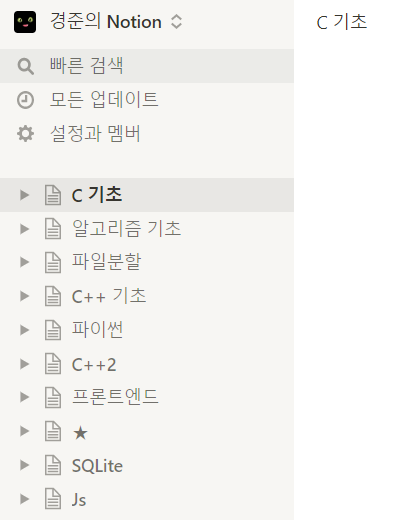 경준의 Notion
C 기초
빠른 검색
모든 업데이트
설정과 멤버
C 기초
알고리즘 기초
파일분할
C++ 기초
파이썬
C++2
프론트엔드
★
SQLite
Js